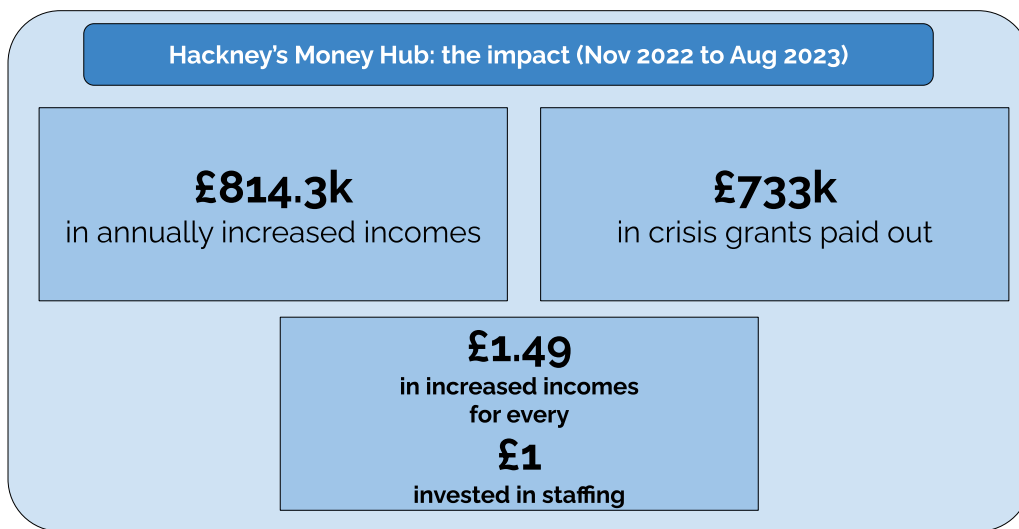 Hackney's Money Hub: the impact (Nov 2022 to Aug 2023)
£814.3k
in annually increased incomes
£733k
in crisis grants paid out
£1.49
in increased incomes
for every
£1
invested in staffing